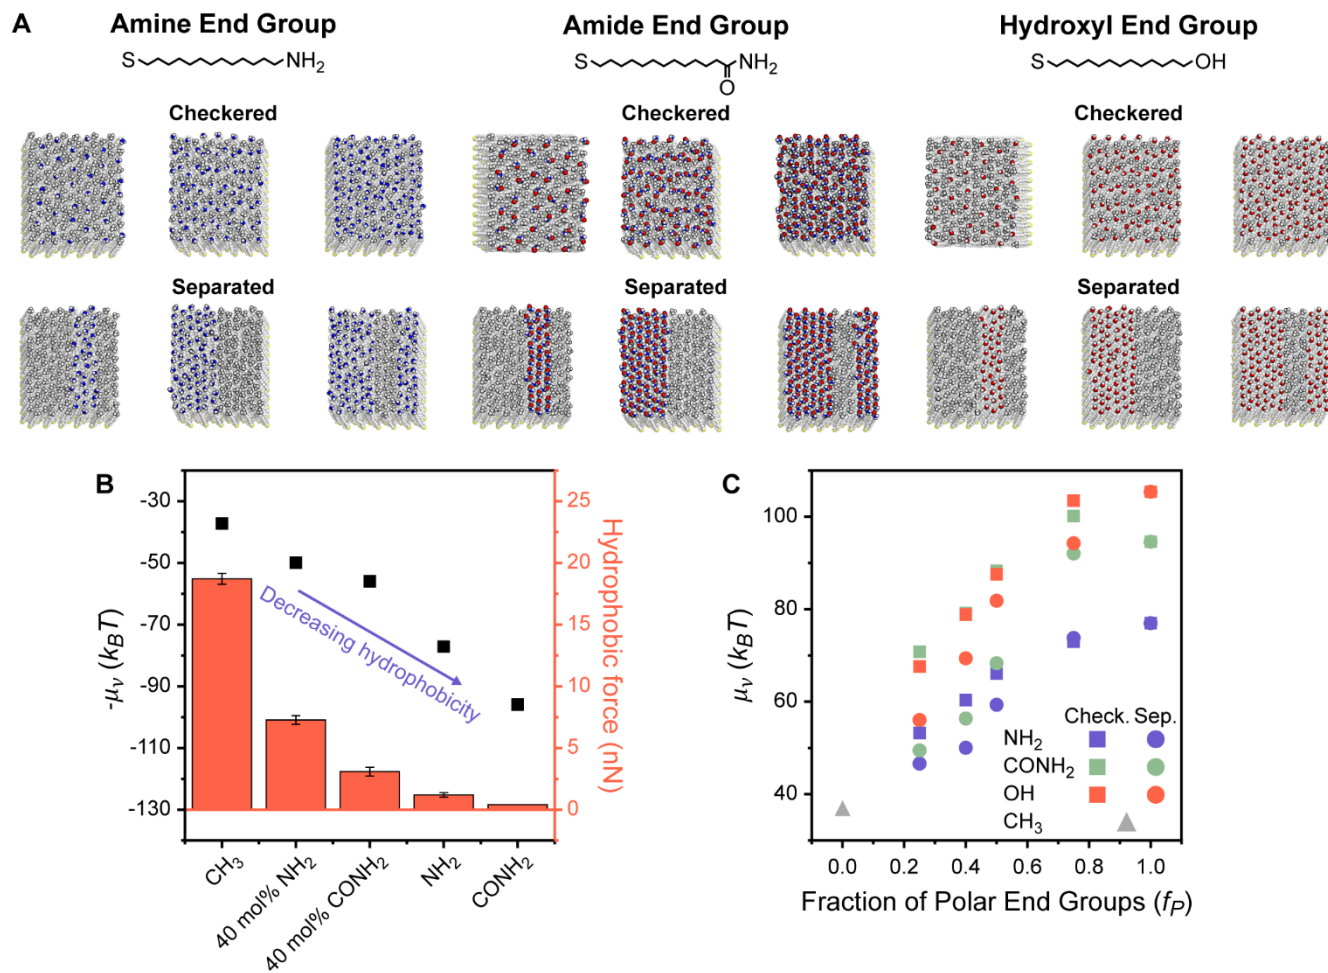 A
Amine End Group
Amide End Group
Hydroxyl End Group
S NH₂
S NH₂
O
S OH
Checkered
Checkered
Checkered
Separated
Separated
Separated
B
-μᵥ (k_BT)
-30
-50
-70
-90
-110
-130
Decreasing hydrophobicity
25
20
15
10
5
0
Hydrophobic force (nN)
CH₃
40 mol% NH₂
40 mol% CONH₂
NH₂
CONH₂
C
μᵥ (k_BT)
100
80
60
40
Check. Sep.
NH₂
CONH₂
OH
CH₃
0.0 0.2 0.4 0.6 0.8 1.0
Fraction of Polar End Groups (f_P)